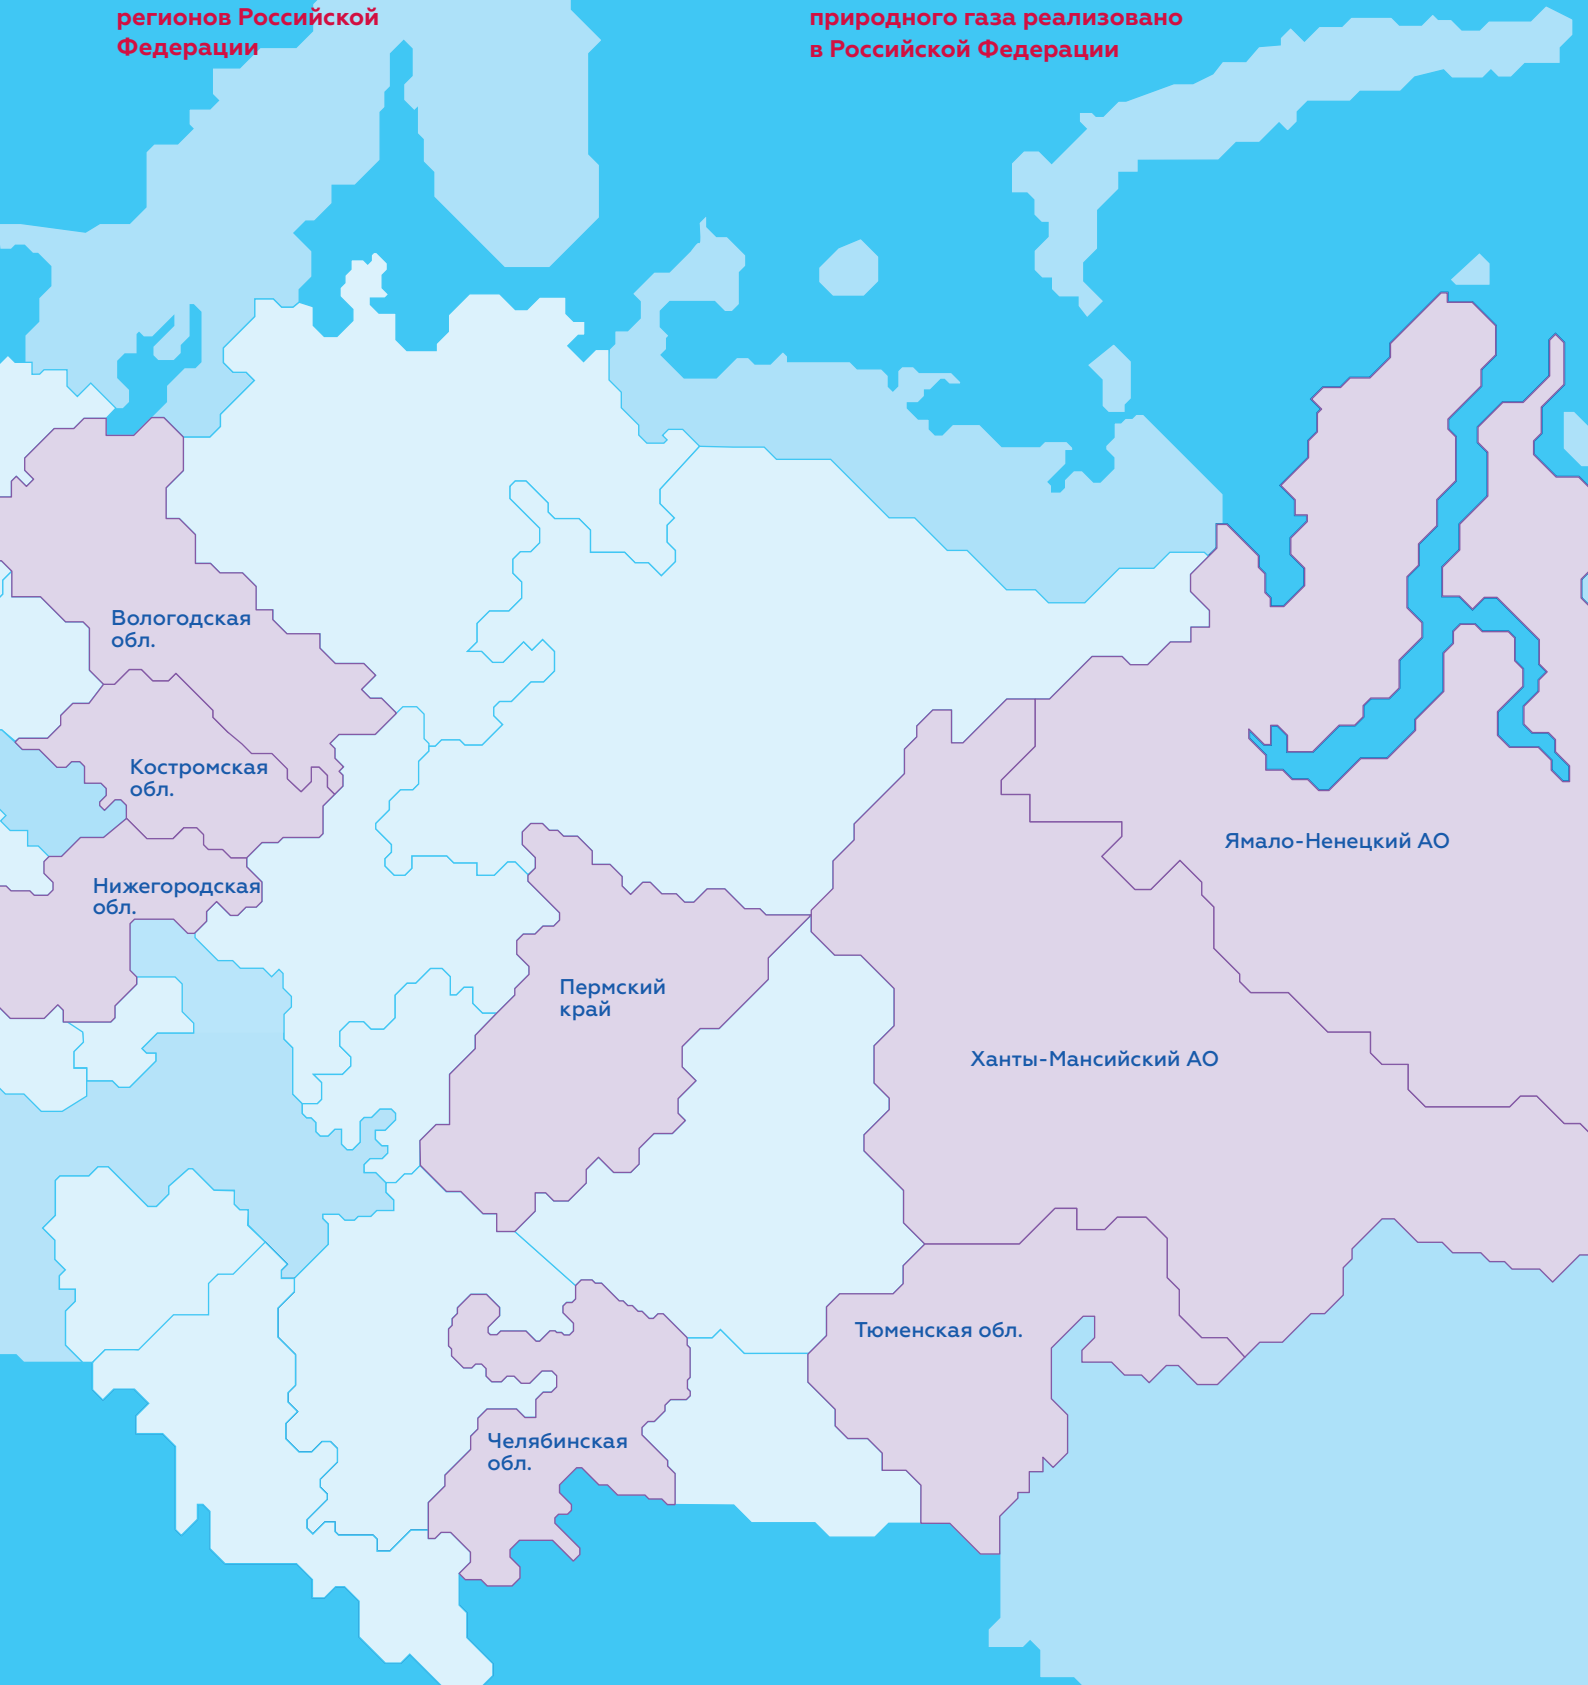 регионов Российской
Федерации
природного газа реализовано
в Российской Федерации
Вологодская
обл.
Костромская
обл.
Ямало-Ненецкий АО
Нижегородская
обл.
Пермский
край
Ханты-Мансийский АО
Тюменская обл.
Челябинская
обл.